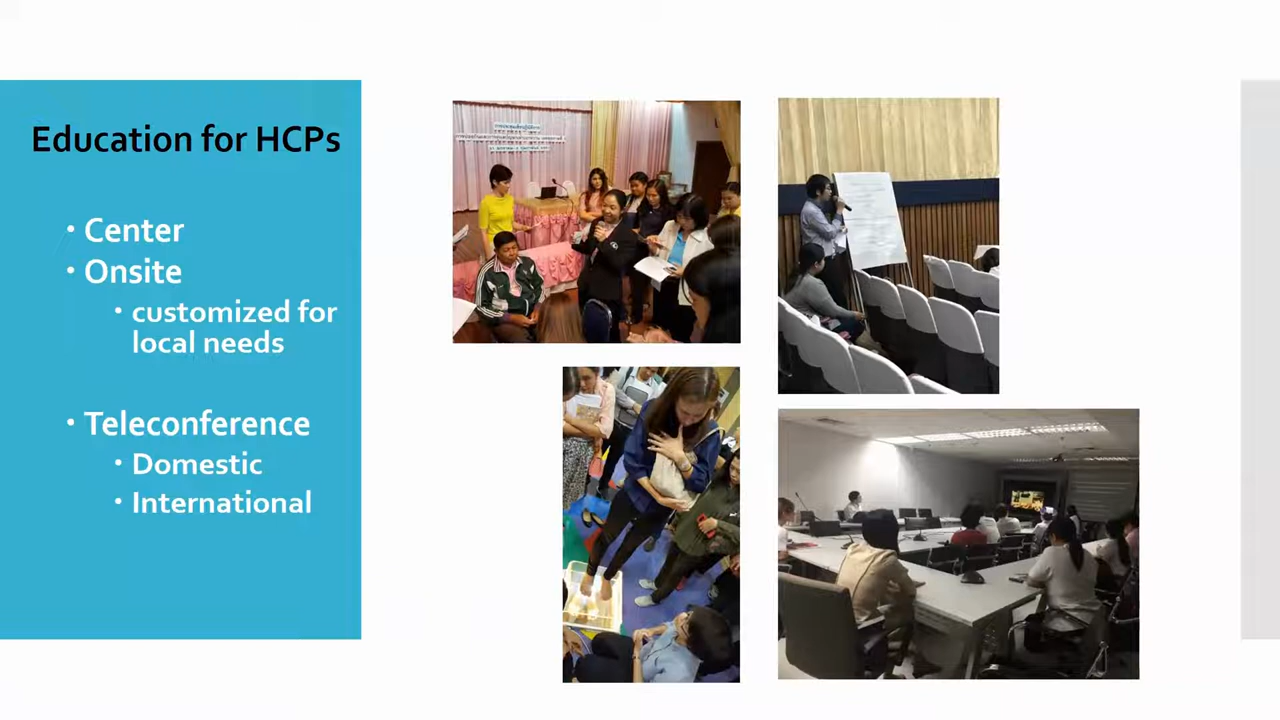 Education for HCPs
• Center
• Onsite
• customized for
local needs
• Teleconference
• Domestic
• International